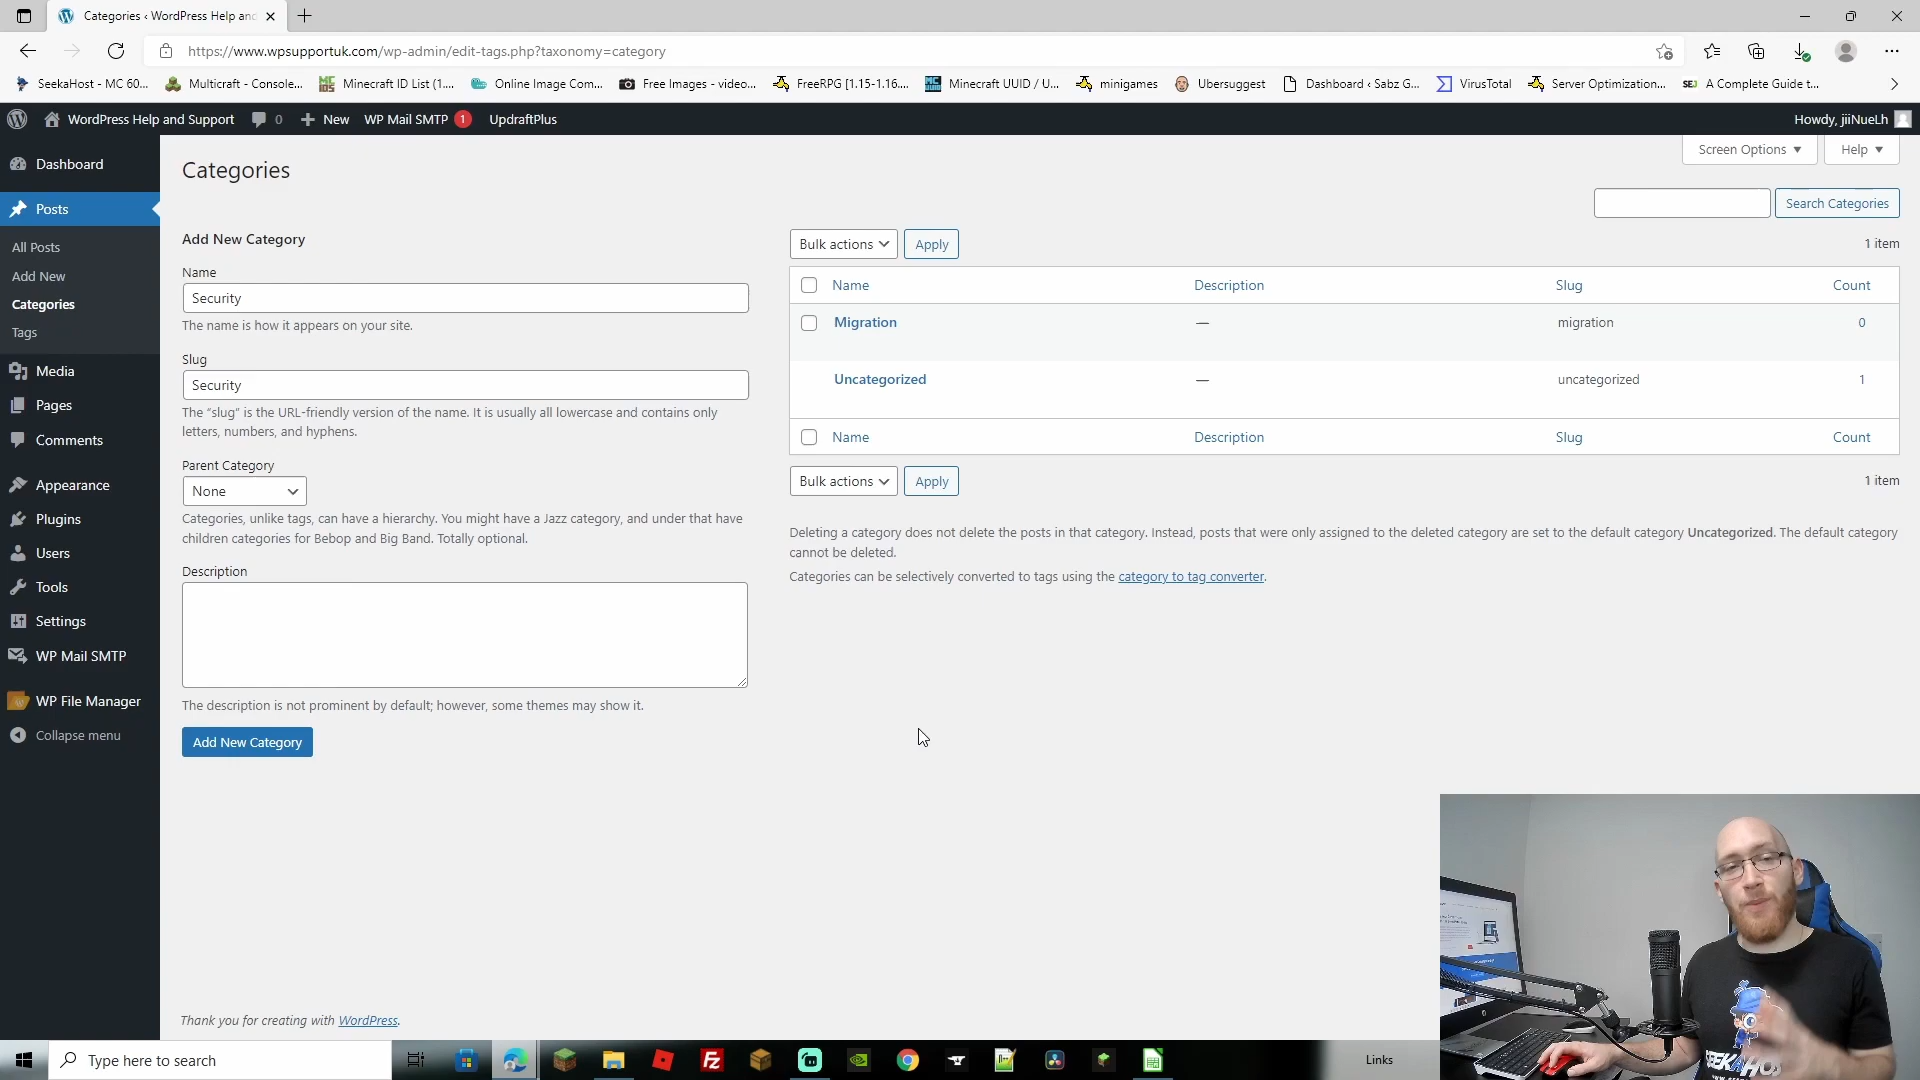 Categories ‹ WordPress Help and
https://www.wpsupportuk.com/wp-admin/edit-tags.php?taxonomy=category
SeekaHost - MC 60...
Multicraft - Console...
Minecraft ID List (1....
Online Image Com...
Free Images - video...
FreeRPG [1.15-1.16....
Minecraft UUID / U...
minigames
Ubersuggest
Dashboard ‹ Sabz G...
VirusTotal
Server Optimization...
SEJ
A Complete Guide t...
WordPress Help and Support
0
New
WP Mail SMTP 1
UpdraftPlus
Howdy, jiiNueLh
Dashboard
Posts
All Posts
Add New
Categories
Tags
Media
Pages
Comments
Appearance
Plugins
Users
Tools
Settings
WP Mail SMTP
WP File Manager
Collapse menu
Screen Options
Help
Categories
Search Categories
Add New Category
Name
Security
The name is how it appears on your site.
Slug
Security
The “slug” is the URL-friendly version of the name. It is usually all lowercase and contains only
letters, numbers, and hyphens.
Parent Category
None
Categories, unlike tags, can have a hierarchy. You might have a Jazz category, and under that have
children categories for Bebop and Big Band. Totally optional.
Description
The description is not prominent by default; however, some themes may show it.
Add New Category
Bulk actions
Apply
1 item
Name Description Slug Count
Migration — migration 0
Uncategorized — uncategorized 1
Name Description Slug Count
Bulk actions
Apply
1 item
Deleting a category does not delete the posts in that category. Instead, posts that were only assigned to the deleted category are set to the default category Uncategorized. The default category
cannot be deleted.
Categories can be selectively converted to tags using the category to tag converter.
Thank you for creating with WordPress.
Type here to search
Links